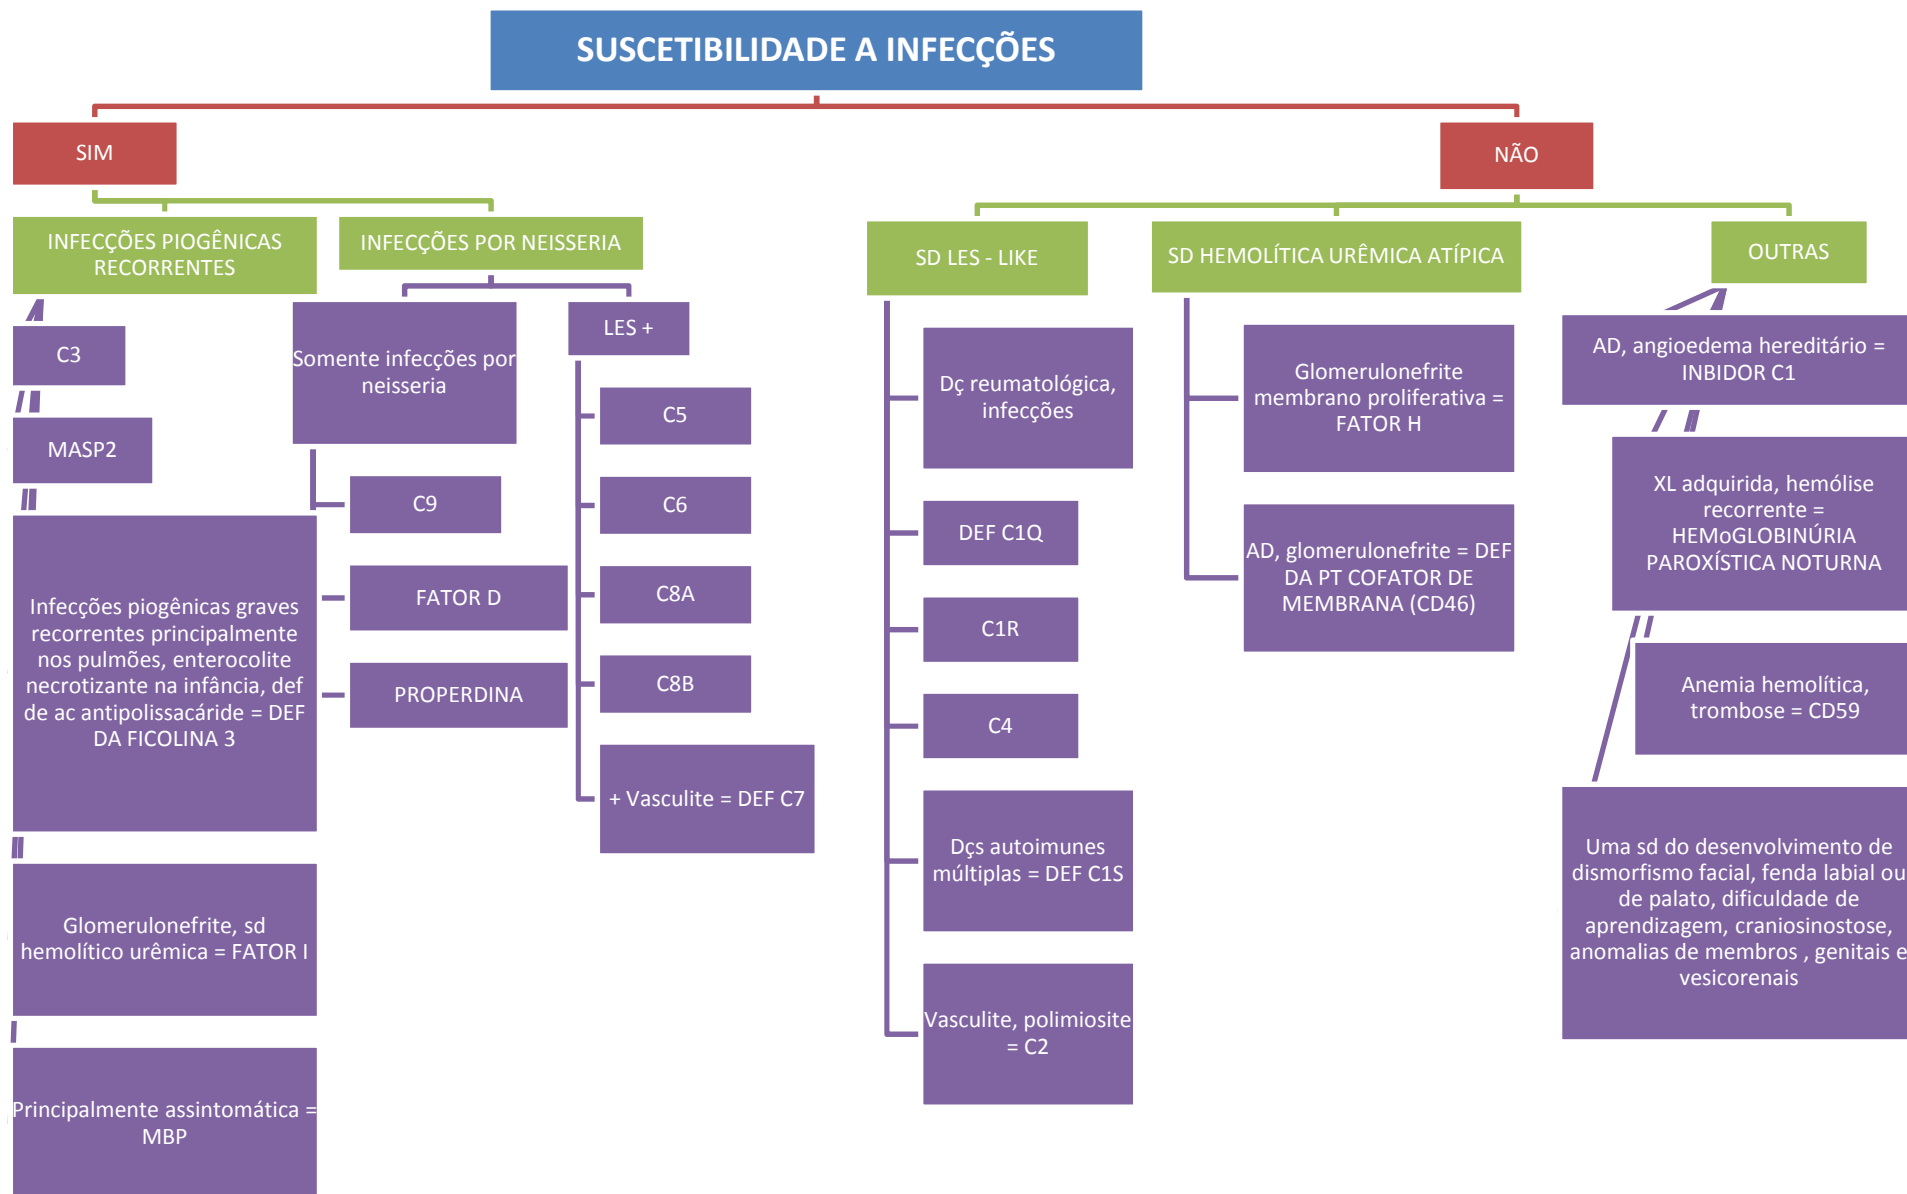 SUSCETIBILIDADE A INFECÇÕES
SIM
NÃO
INFECÇÕES PIOGÊNICAS
RECORRENTES
C3
MASP2
Infecções piogênicas graves
recorrentes principalmente
nos pulmões, enterocolite
necrotizante na infância, def
de ac antipolissacáride = DEF
DA FICOLINA 3
Glomerulonefrite, sd
hemolítico urêmica = FATOR I
Principalmente assintomática =
MBP
INFECÇÕES POR NEISSERIA
Somente infecções por
neisseria
C9
FATOR D
PROPERDINA
LES +
C5
C6
C8A
C8B
+ Vasculite = DEF C7
SD LES - LIKE
Dç reumatológica,
infecções
DEF C1Q
C1R
C4
Dçs autoimunes
múltiplas = DEF C1S
Vasculite, polimiosite
= C2
SD HEMOLÍTICA URÊMICA ATÍPICA
Glomerulonefrite
membrano proliferativa =
FATOR H
AD, glomerulonefrite = DEF
DA PT COFATOR DE
MEMBRANA (CD46)
OUTRAS
AD, angioedema hereditário =
INBIDOR C1
XL adquirida, hemólise
recorrente =
HEMoGLOBINÚRIA
PAROXÍSTICA NOTURNA
Anemia hemolítica,
trombose = CD59
Uma sd do desenvolvimento de
dismorfismo facial, fenda labial ou
de palato, dificuldade de
aprendizagem, craniosinostose,
anomalias de membros , genitais e
vesicorenais